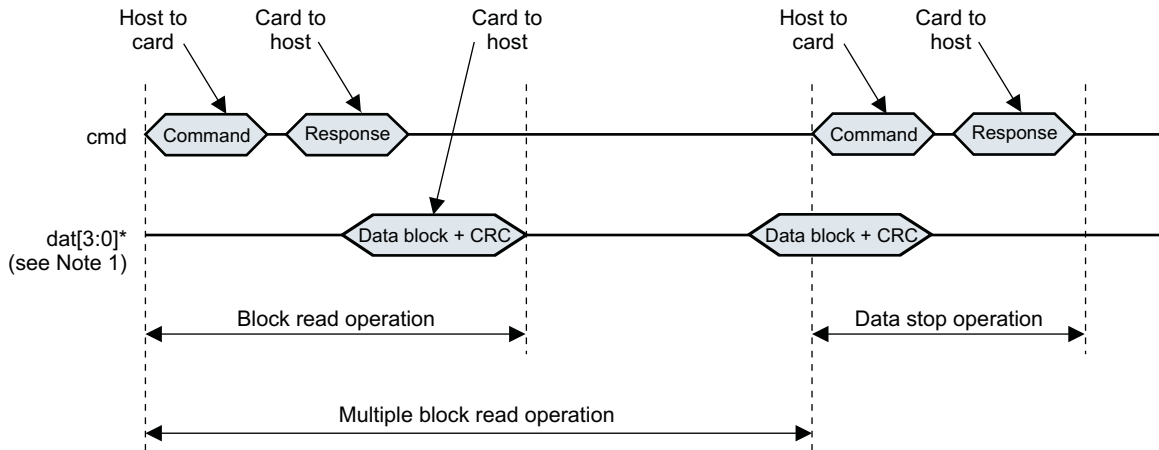 Host to
card
Card to
host
Card to
host
Host to
card
Card to
host
cmd
Command
Response
Command
Response
dat[3:0]*
(see Note 1)
Data block + CRC
Data block + CRC
Block read operation
Data stop operation
Multiple block read operation